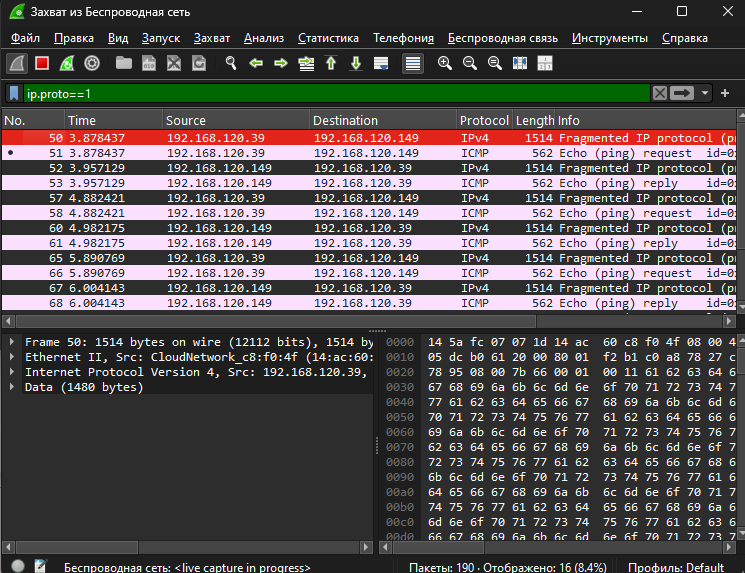 Захват из Беспроводная сеть
Файл Правка Вид Запуск Захват Анализ Статистика Телефония Беспроводная связь Инструменты Справка
ip.proto==1
No. Time Source Destination Protocol Length Info
50 3.878437 192.168.120.39 192.168.120.149 IPv4 1514 Fragmented IP protocol (pr
51 3.878437 192.168.120.39 192.168.120.149 ICMP 562 Echo (ping) request id=0x
52 3.957129 192.168.120.149 192.168.120.39 IPv4 1514 Fragmented IP protocol (pr
53 3.957129 192.168.120.149 192.168.120.39 ICMP 562 Echo (ping) reply id=0x
57 4.882421 192.168.120.39 192.168.120.149 IPv4 1514 Fragmented IP protocol (pr
58 4.882421 192.168.120.39 192.168.120.149 ICMP 562 Echo (ping) request id=0x
60 4.982175 192.168.120.149 192.168.120.39 IPv4 1514 Fragmented IP protocol (pr
61 4.982175 192.168.120.149 192.168.120.39 ICMP 562 Echo (ping) reply id=0x
65 5.890769 192.168.120.39 192.168.120.149 IPv4 1514 Fragmented IP protocol (pr
66 5.890769 192.168.120.39 192.168.120.149 ICMP 562 Echo (ping) request id=0x
67 6.004143 192.168.120.149 192.168.120.39 IPv4 1514 Fragmented IP protocol (pr
68 6.004143 192.168.120.149 192.168.120.39 ICMP 562 Echo (ping) reply id=0x
Frame 50: 1514 bytes on wire (12112 bits), 1514 by
Ethernet II, Src: CloudNetwork_c8:f0:4f (14:ac:60:
Internet Protocol Version 4, Src: 192.168.120.39,
Data (1480 bytes)
0000 14 5a fc 07 07 1d 14 ac 60 c8 f0 4f 08 00 4
0010 05 dc b0 61 20 00 80 01 f2 b1 c0 a8 78 27 c
0020 78 95 08 00 7b 66 00 01 00 11 61 62 63 64 6
0030 67 68 69 6a 6b 6c 6d 6e 6f 70 71 72 73 74 7
0040 77 61 62 63 64 65 66 67 68 69 6a 6b 6c 6d 6
0050 70 71 72 73 74 75 76 77 61 62 63 64 65 66 6
0060 69 6a 6b 6c 6d 6e 6f 70 71 72 73 74 75 76 7
0070 62 63 64 65 66 67 68 69 6a 6b 6c 6d 6e 6f 7
0080 72 73 74 75 76 77 61 62 63 64 65 66 67 68 6
0090 6b 6c 6d 6e 6f 70 71 72 73 74 75 76 77 61 6
00a0 64 65 66 67 68 69 6a 6b 6c 6d 6e 6f 70 71 7
00b0 74 75 76 77 61 62 63 64 65 66 67 68 69 6a 6
00c0 6d 6e 6f 70 71 72 73 74 75 76 77 61 62 63 6
00d0 66 67 68 69 6a 6b 6c 6d 6e 6f 70 71 72 73 7
Беспроводная сеть: <live capture in progress> Пакеты: 190 · Отображено: 16 (8.4%) Профиль: Default